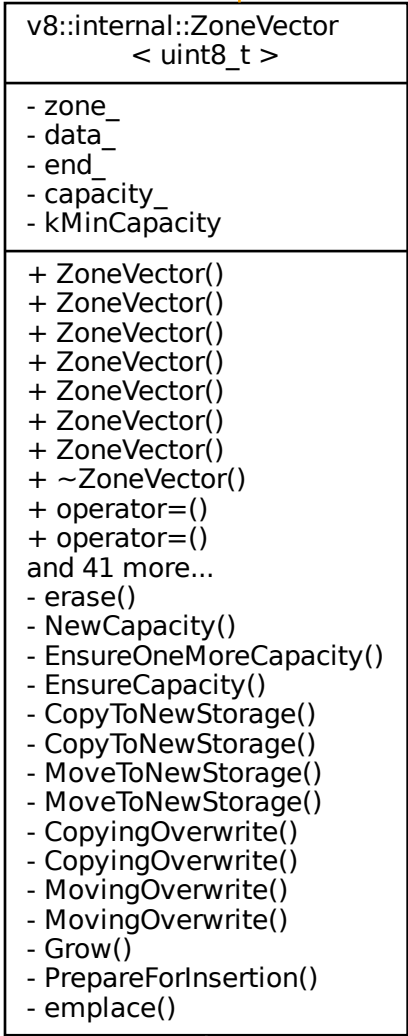 v8::internal::ZoneVector
< uint8_t >
- zone_
- data_
- end_
- capacity_
- kMinCapacity
+ ZoneVector()
+ ZoneVector()
+ ZoneVector()
+ ZoneVector()
+ ZoneVector()
+ ZoneVector()
+ ZoneVector()
+ ~ZoneVector()
+ operator=()
+ operator=()
and 41 more...
- erase()
- NewCapacity()
- EnsureOneMoreCapacity()
- EnsureCapacity()
- CopyToNewStorage()
- CopyToNewStorage()
- MoveToNewStorage()
- MoveToNewStorage()
- CopyingOverwrite()
- CopyingOverwrite()
- MovingOverwrite()
- MovingOverwrite()
- Grow()
- PrepareForInsertion()
- emplace()